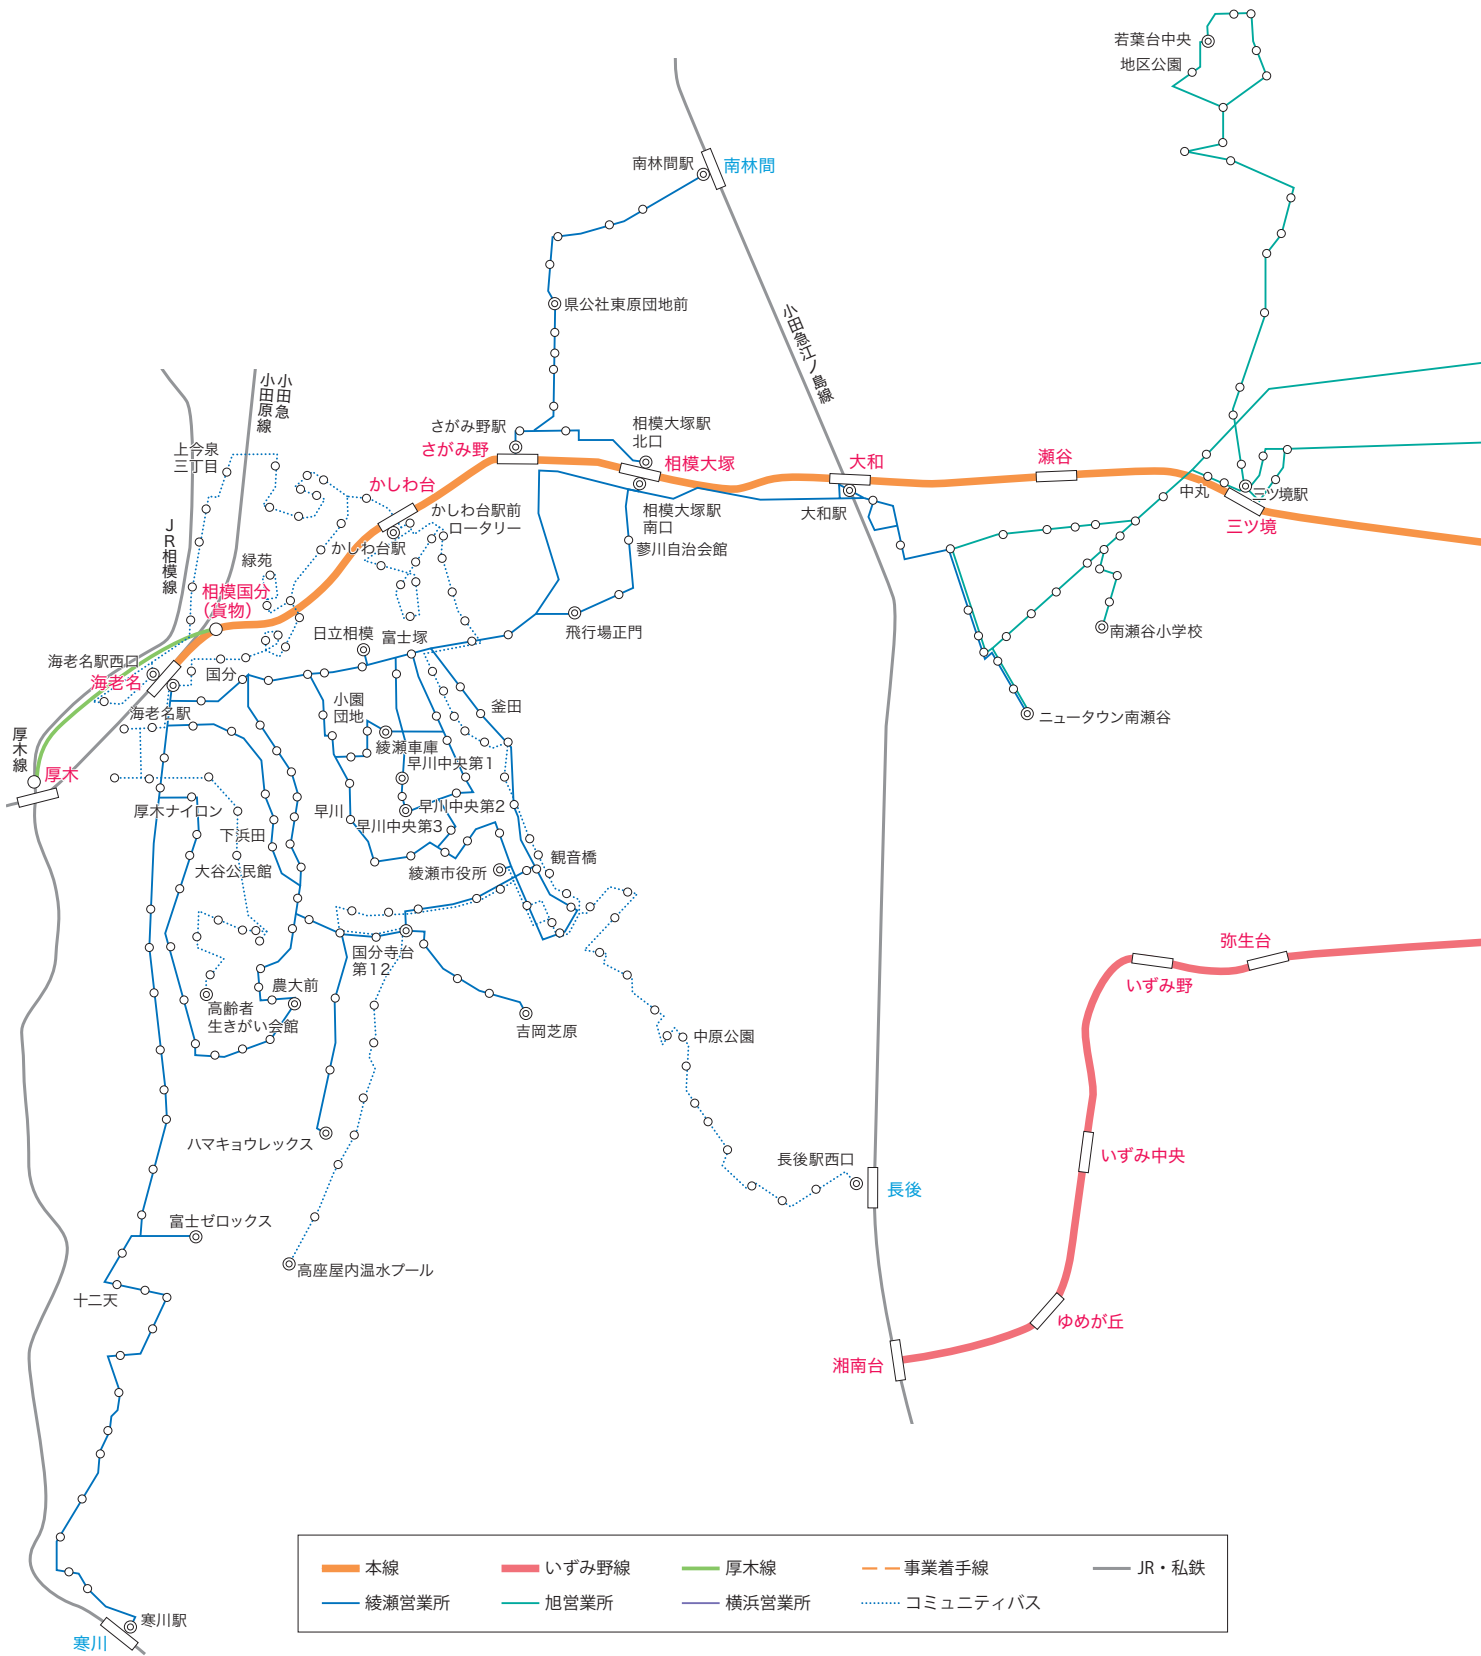 若葉台中央
地区公園
南林間駅
南林間
県公社東原団地前
小田急江ノ島線
小田急
小田原線
上今泉
三丁目
さがみ野駅
さがみ野
相模大塚駅
北口
相模大塚
大和
瀬谷
かしわ台
かしわ台駅前
ロータリー
かしわ台駅
相模大塚駅
南口
大和駅
中丸
三ツ境駅
三ツ境
蓼川自治会館
JR相模線
緑苑
相模国分
(貨物)
日立相模
富士塚
飛行場正門
南瀬谷小学校
海老名駅西口
海老名
国分
海老名駅
小園
団地
釜田
ニュータウン南瀬谷
厚木線
厚木
綾瀬車庫
早川中央第1
厚木ナイロン
早川
早川中央第2
早川中央第3
下浜田
大谷公民館
綾瀬市役所
観音橋
国分寺台
第12
農大前
高齢者
生きがい会館
吉岡芝原
中原公園
弥生台
いずみ野
いずみ中央
ハマキョウレックス
長後駅西口
長後
富士ゼロックス
高座屋内温水プール
十二天
ゆめが丘
湘南台
寒川駅
寒川
本線
いずみ野線
厚木線
事業着手線
JR・私鉄
綾瀬営業所
旭営業所
横浜営業所
コミュニティバス